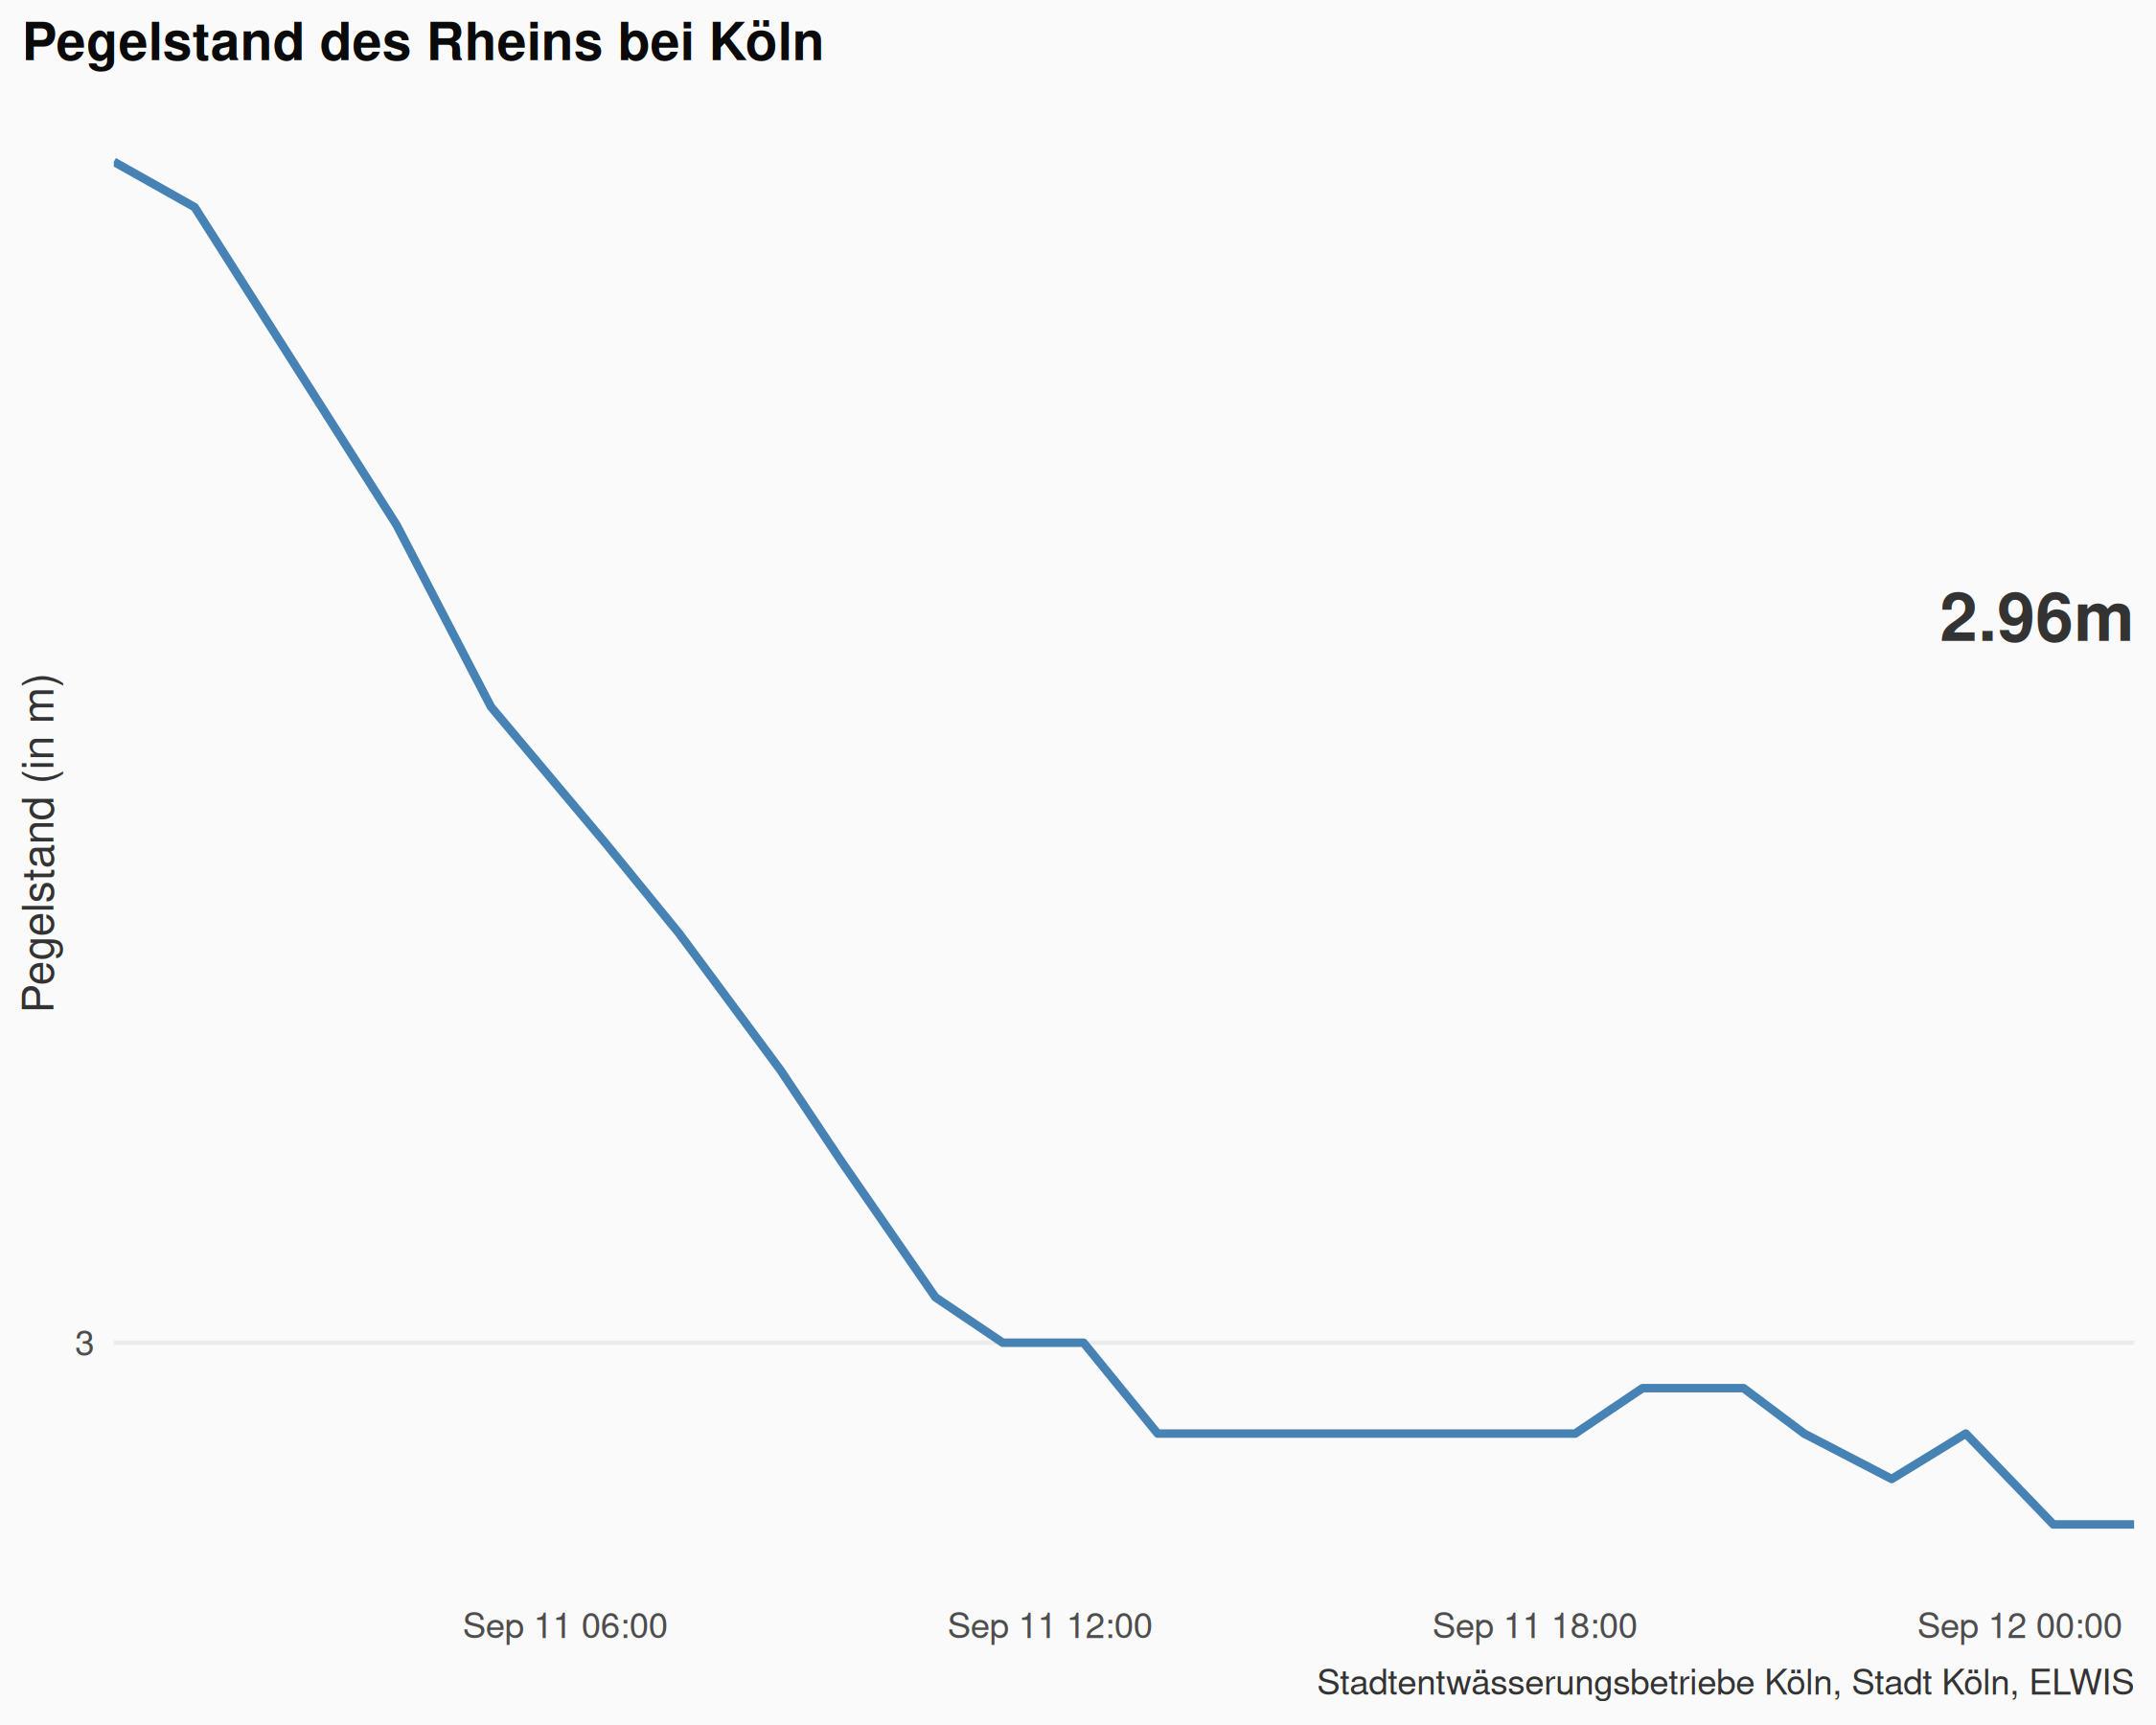 Pegelstand des Rheins bei Köln
2.96m
Pegelstand (in m)
3
Sep 11 06:00
Sep 11 12:00
Sep 11 18:00
Sep 12 00:00
Stadtentwässerungsbetriebe Köln, Stadt Köln, ELWIS